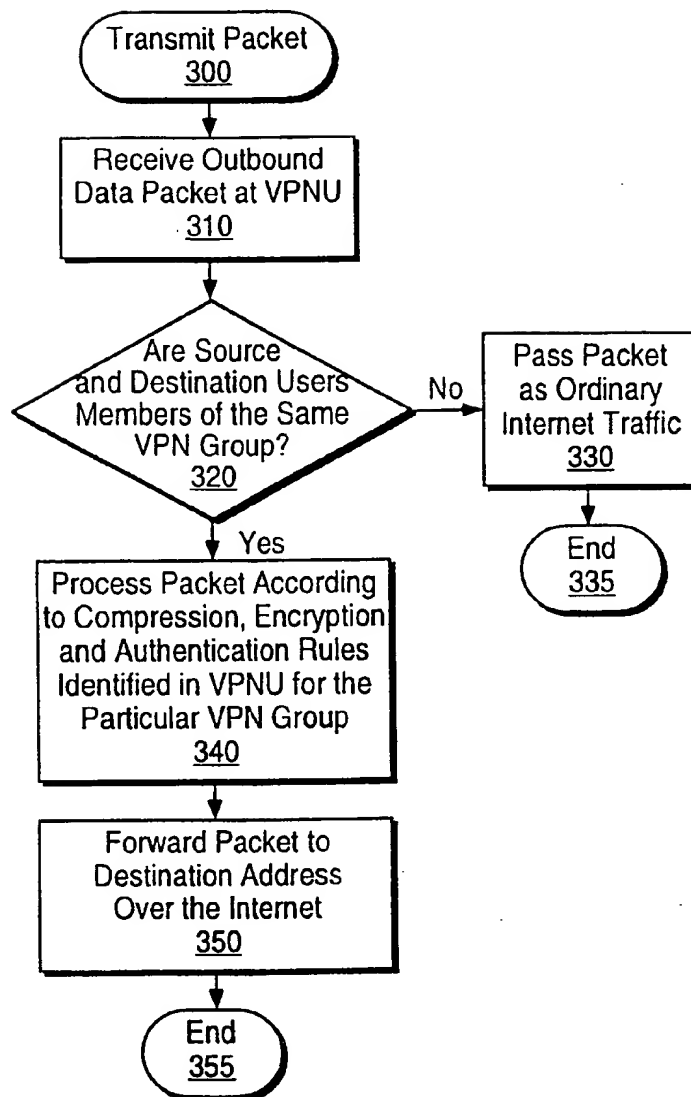 Transmit Packet
300
Receive Outbound
Data Packet at VPNU
310
Are Source
and Destination Users
Members of the Same
VPN Group?
320
No
Pass Packet
as Ordinary
Internet Traffic
330
End
335
Yes
Process Packet According
to Compression, Encryption
and Authentication Rules
Identified in VPNU for the
Particular VPN Group
340
Forward Packet to
Destination Address
Over the Internet
350
End
355